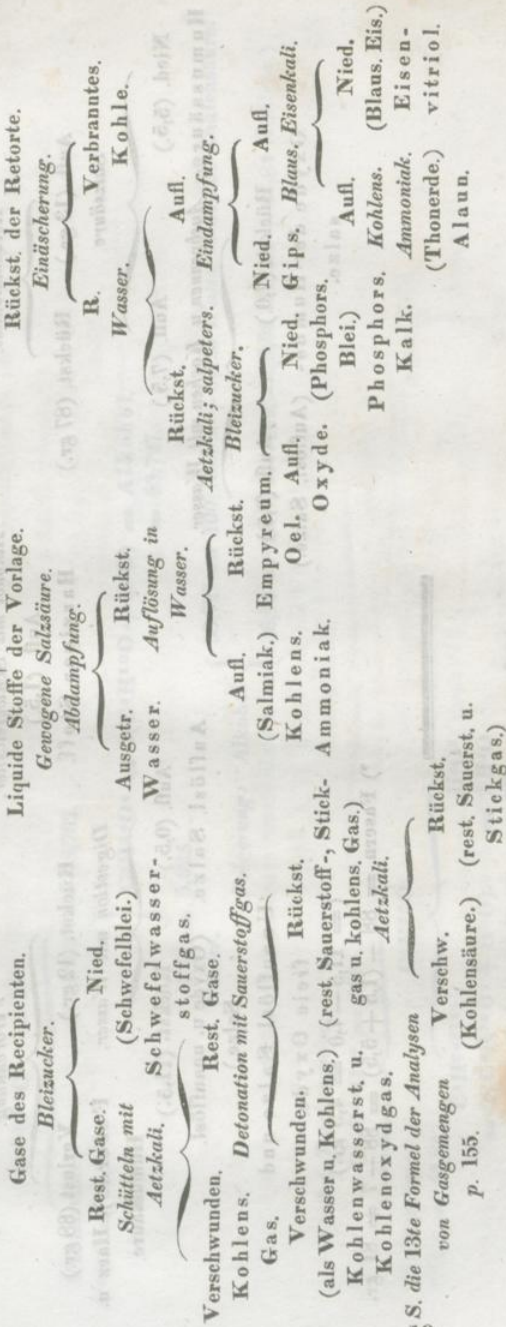 Gase des Recipienten.
Bleizucker.
Rest. Gase. Nied.
Schütteln mit (Schwefelblei.)
Aetzkali. Schwefelwasser-
stoffgas.
Verschwunden. Rest. Gase.
Kohlens. Detonation mit Sauerstoffgas.
Gas.
Verschwunden. Rückst.
(als Wasser u. Kohlens.) (rest. Sauerstoff-, Stick-
Kohlenwasserst. u. gas u. kohlens. Gas.)
Kohlenoxydgas. Aetzkali.
S. die 13te Formel der Analysen
von Gasgemengen Verschw. Rückst.
p. 155. (Kohlensäure.) (rest. Sauerst. u.
Stickgas.)
Liquide Stoffe der Vorlage.
Gewogene Salzsäure.
Abdampfung.
Ausgetr. Rückst.
Wasser. Auflösung in
Wasser.
Aufl. Rückst.
(Salmiak.) Empyreum.
Kohlens. Oel.
Ammoniak.
Rückst. der Retorte.
Einäscherung.
R. Verbranntes.
Wasser. Kohle.
Rückst. Aufl.
Aetzkali; salpeters. Eindampfung.
Bleizucker.
Nied. Aufl.
Aufl. Nied. Gips. Blaus. Eisenkali.
Oxyde. (Phosphors.
Blei.) Aufl. Nied.
Phosphors. Kohlens. (Blaus. Eis.)
Kalk. Ammoniak. Eisen-
(Thonerde.) vitriol.
Alaun.